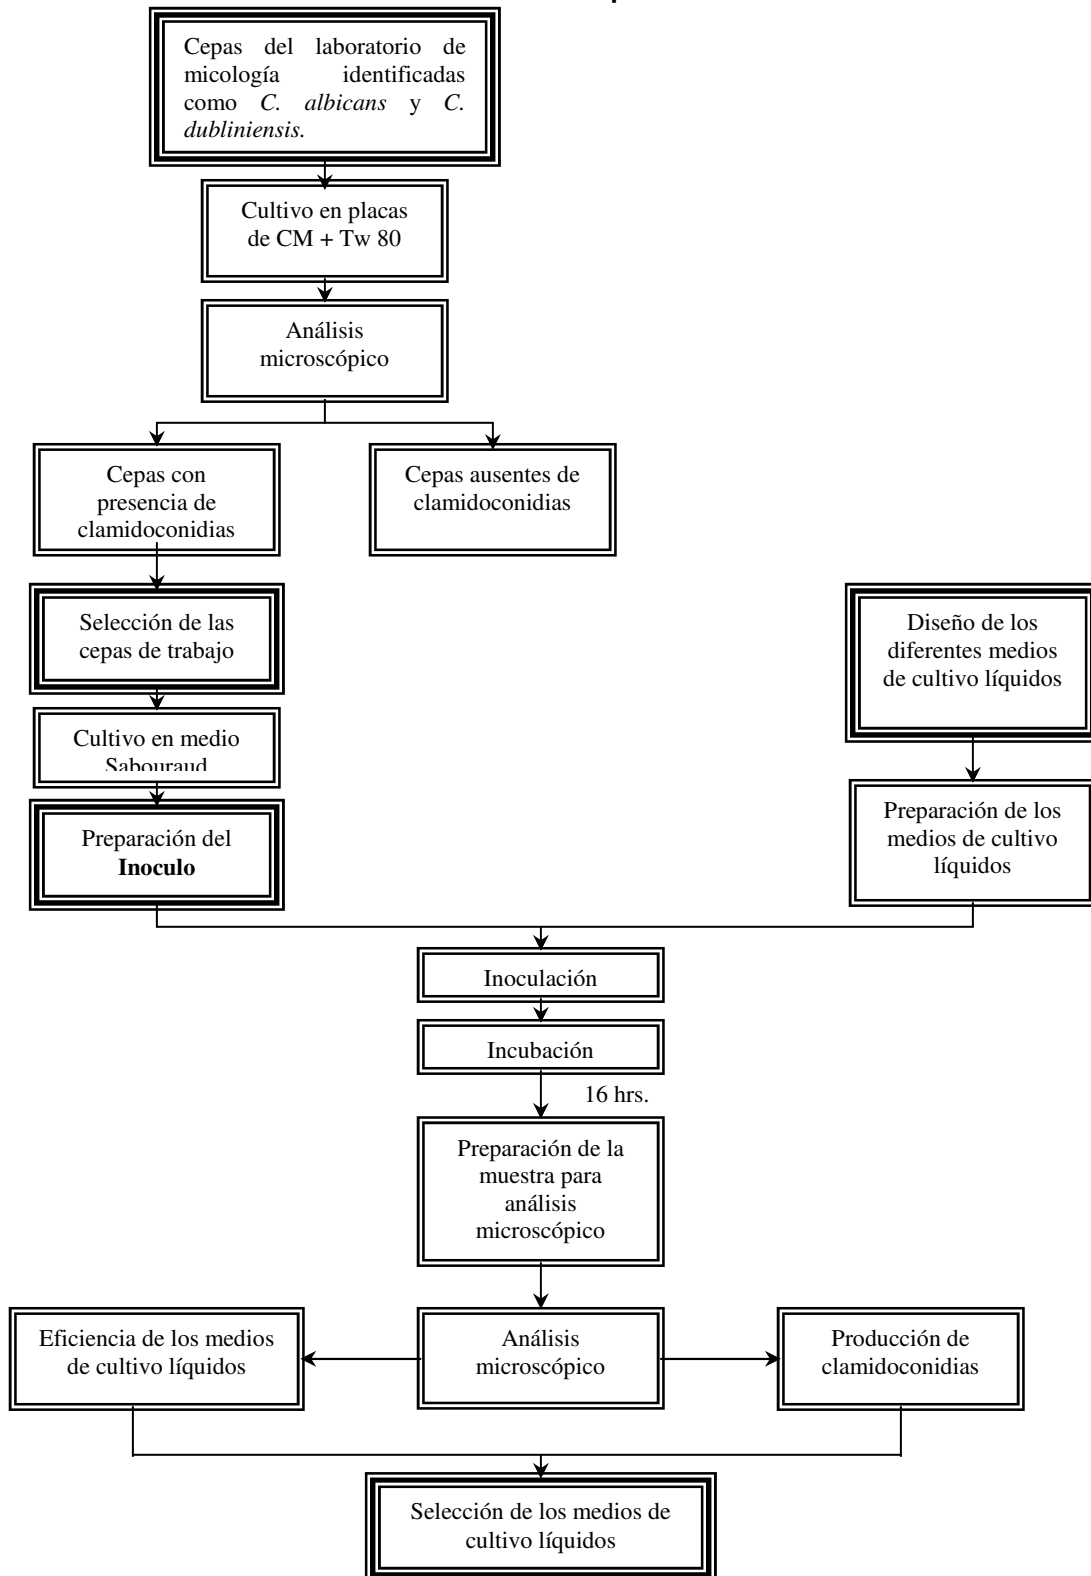 Cepas del laboratorio de
micología identificadas
como C. albicans y C.
dubliniensis.
Cultivo en placas
de CM + Tw 80
Análisis
microscópico
Cepas con
presencia de
clamidoconidias
Cepas ausentes de
clamidoconidias
Selección de las
cepas de trabajo
Cultivo en medio
Sabouraud
Preparación del
Inoculo
Diseño de los
diferentes medios
de cultivo líquidos
Preparación de los
medios de cultivo
líquidos
Inoculación
Incubación
16 hrs.
Preparación de la
muestra para
análisis
microscópico
Análisis
microscópico
Eficiencia de los medios
de cultivo líquidos
Producción de
clamidoconidias
Selección de los medios de
cultivo líquidos